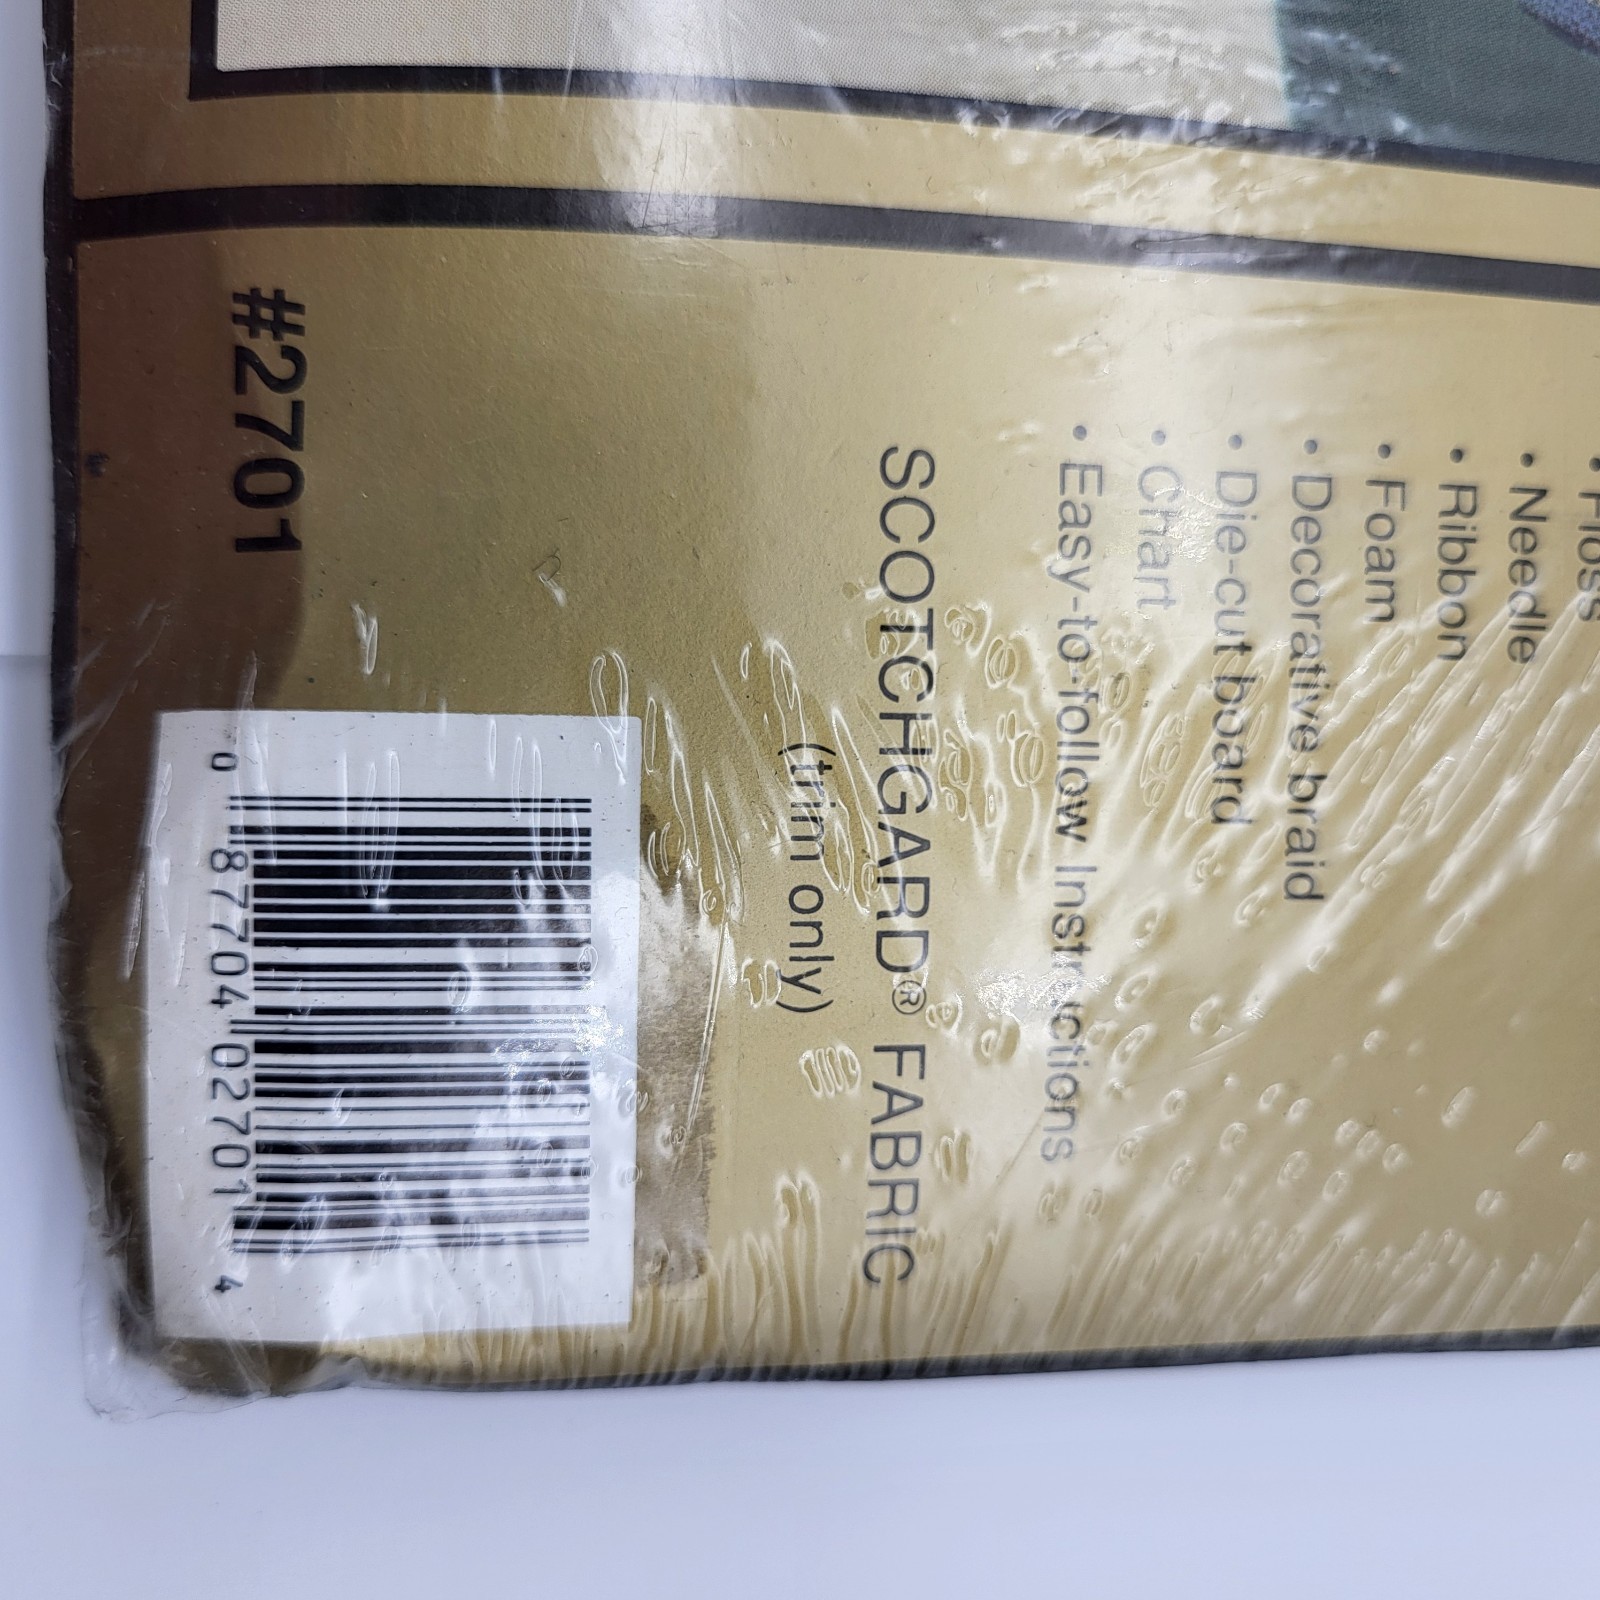 • Floss
• Needle
• Ribbon
• Foam
• Decorative braid
• Die-cut board
• Chart
• Easy-to-follow Instructions
SCOTCHGARD® FABRIC
(trim only)
#2701
0 87704 02701 4